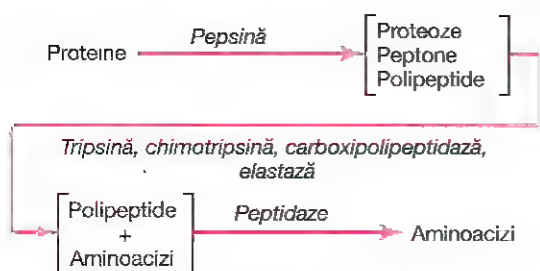 Proteine
Pepsină
Proteoze
Peptone
Polipeptide
Tripsină, chimotripsină, carboxipolipeptidază,
elastază
Polipeptide
+
Aminoacizi
Peptidaze
Aminoacizi